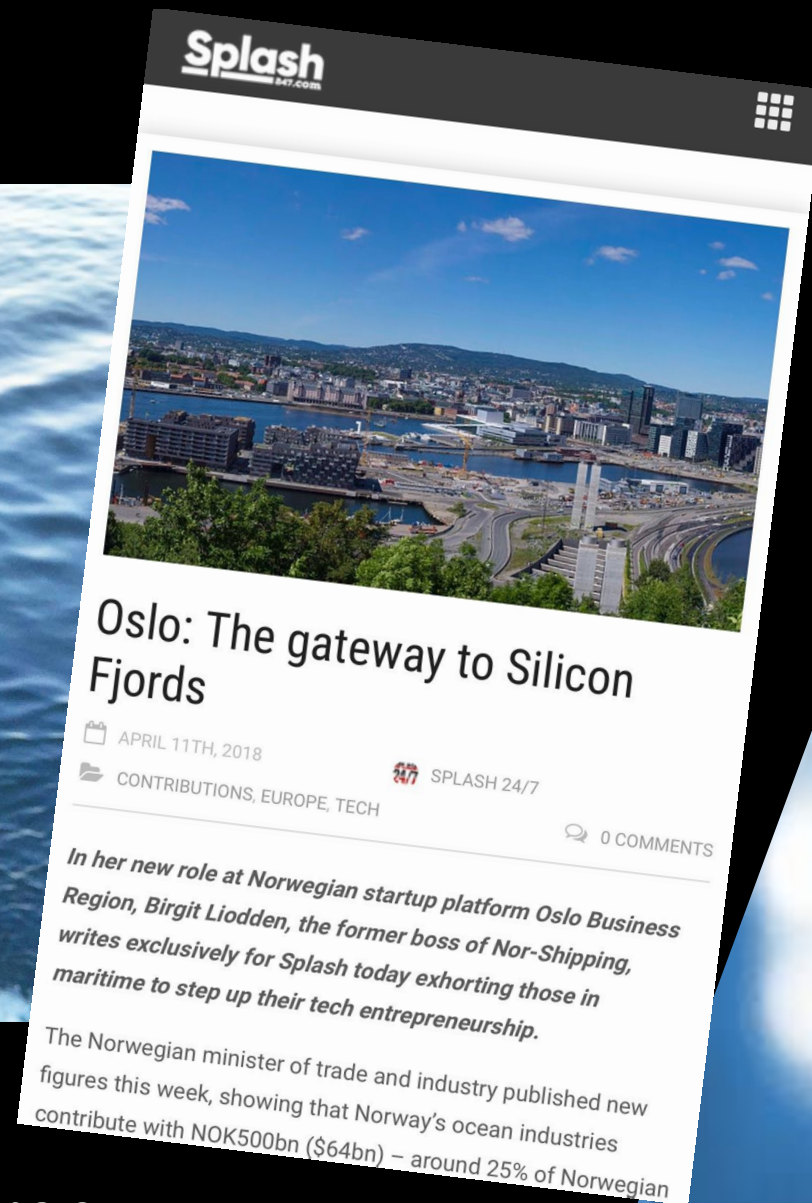 Splash
247.com
Oslo: The gateway to Silicon
Fjords
APRIL 11TH, 2018
24/7 SPLASH 24/7
CONTRIBUTIONS, EUROPE, TECH
0 COMMENTS
In her new role at Norwegian startup platform Oslo Business
Region, Birgit Liodden, the former boss of Nor-Shipping,
writes exclusively for Splash today exhorting those in
maritime to step up their tech entrepreneurship.
The Norwegian minister of trade and industry published new
figures this week, showing that Norway's ocean industries
contribute with NOK500bn ($64bn) – around 25% of Norwegian